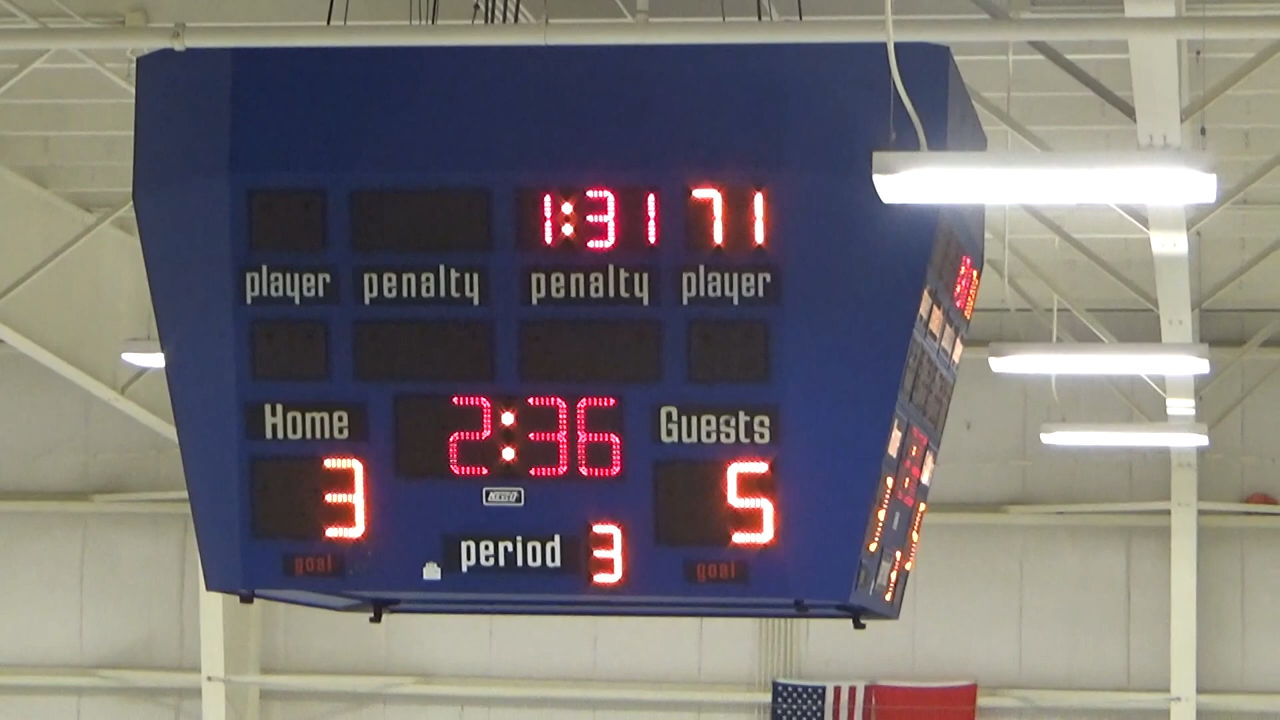 1:31 71
player penalty penalty player
Home 2:36 Guests
3 5
period 3
goal goal